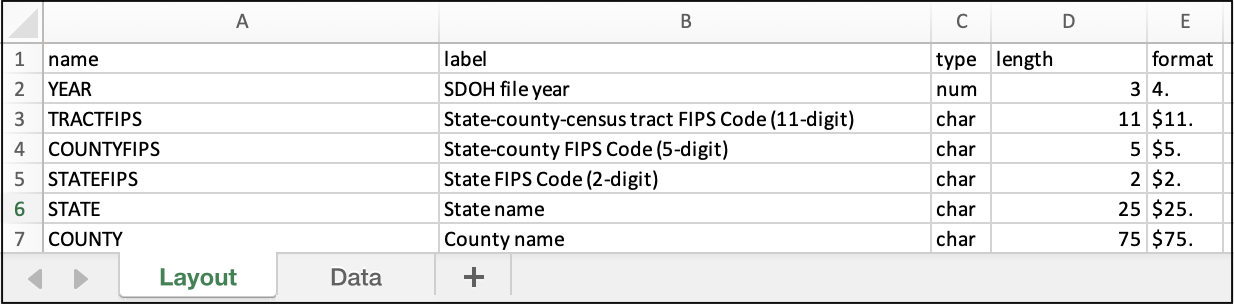 A B C D E
1 name label type length format
2 YEAR SDOH file year num 3 4.
3 TRACTFIPS State-county-census tract FIPS Code (11-digit) char 11 $11.
4 COUNTYFIPS State-county FIPS Code (5-digit) char 5 $5.
5 STATEFIPS State FIPS Code (2-digit) char 2 $2.
6 STATE State name char 25 $25.
7 COUNTY County name char 75 $75.
Layout Data +